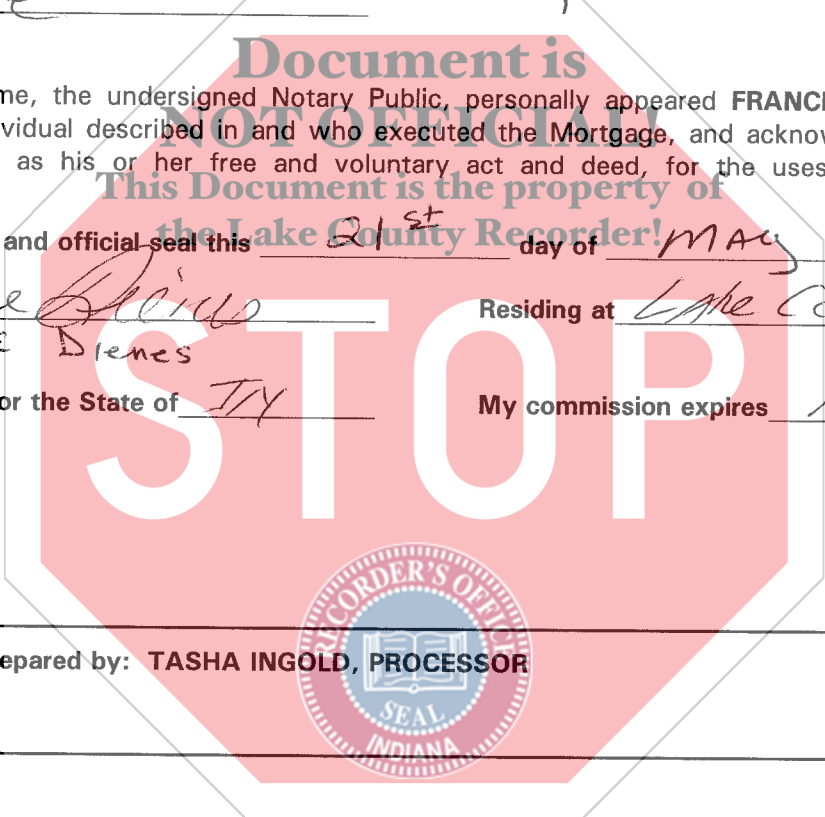 Document is
me, the undersigned Notary Public, personally appeared FRANCI
NOT OFFICIAL!
vidual described in and who executed the Mortgage, and acknow
as his or her free and voluntary act and deed, for the uses
This Document is the property of
the Lake County Recorder!
and official seal this 21st day of MAY
Residing at Lake Co
Dienes
or the State of IN My commission expires
STOP
RECORDER'S OFFICE
epared by: TASHA INGOLD, PROCESSOR
SEAL
INDIANA